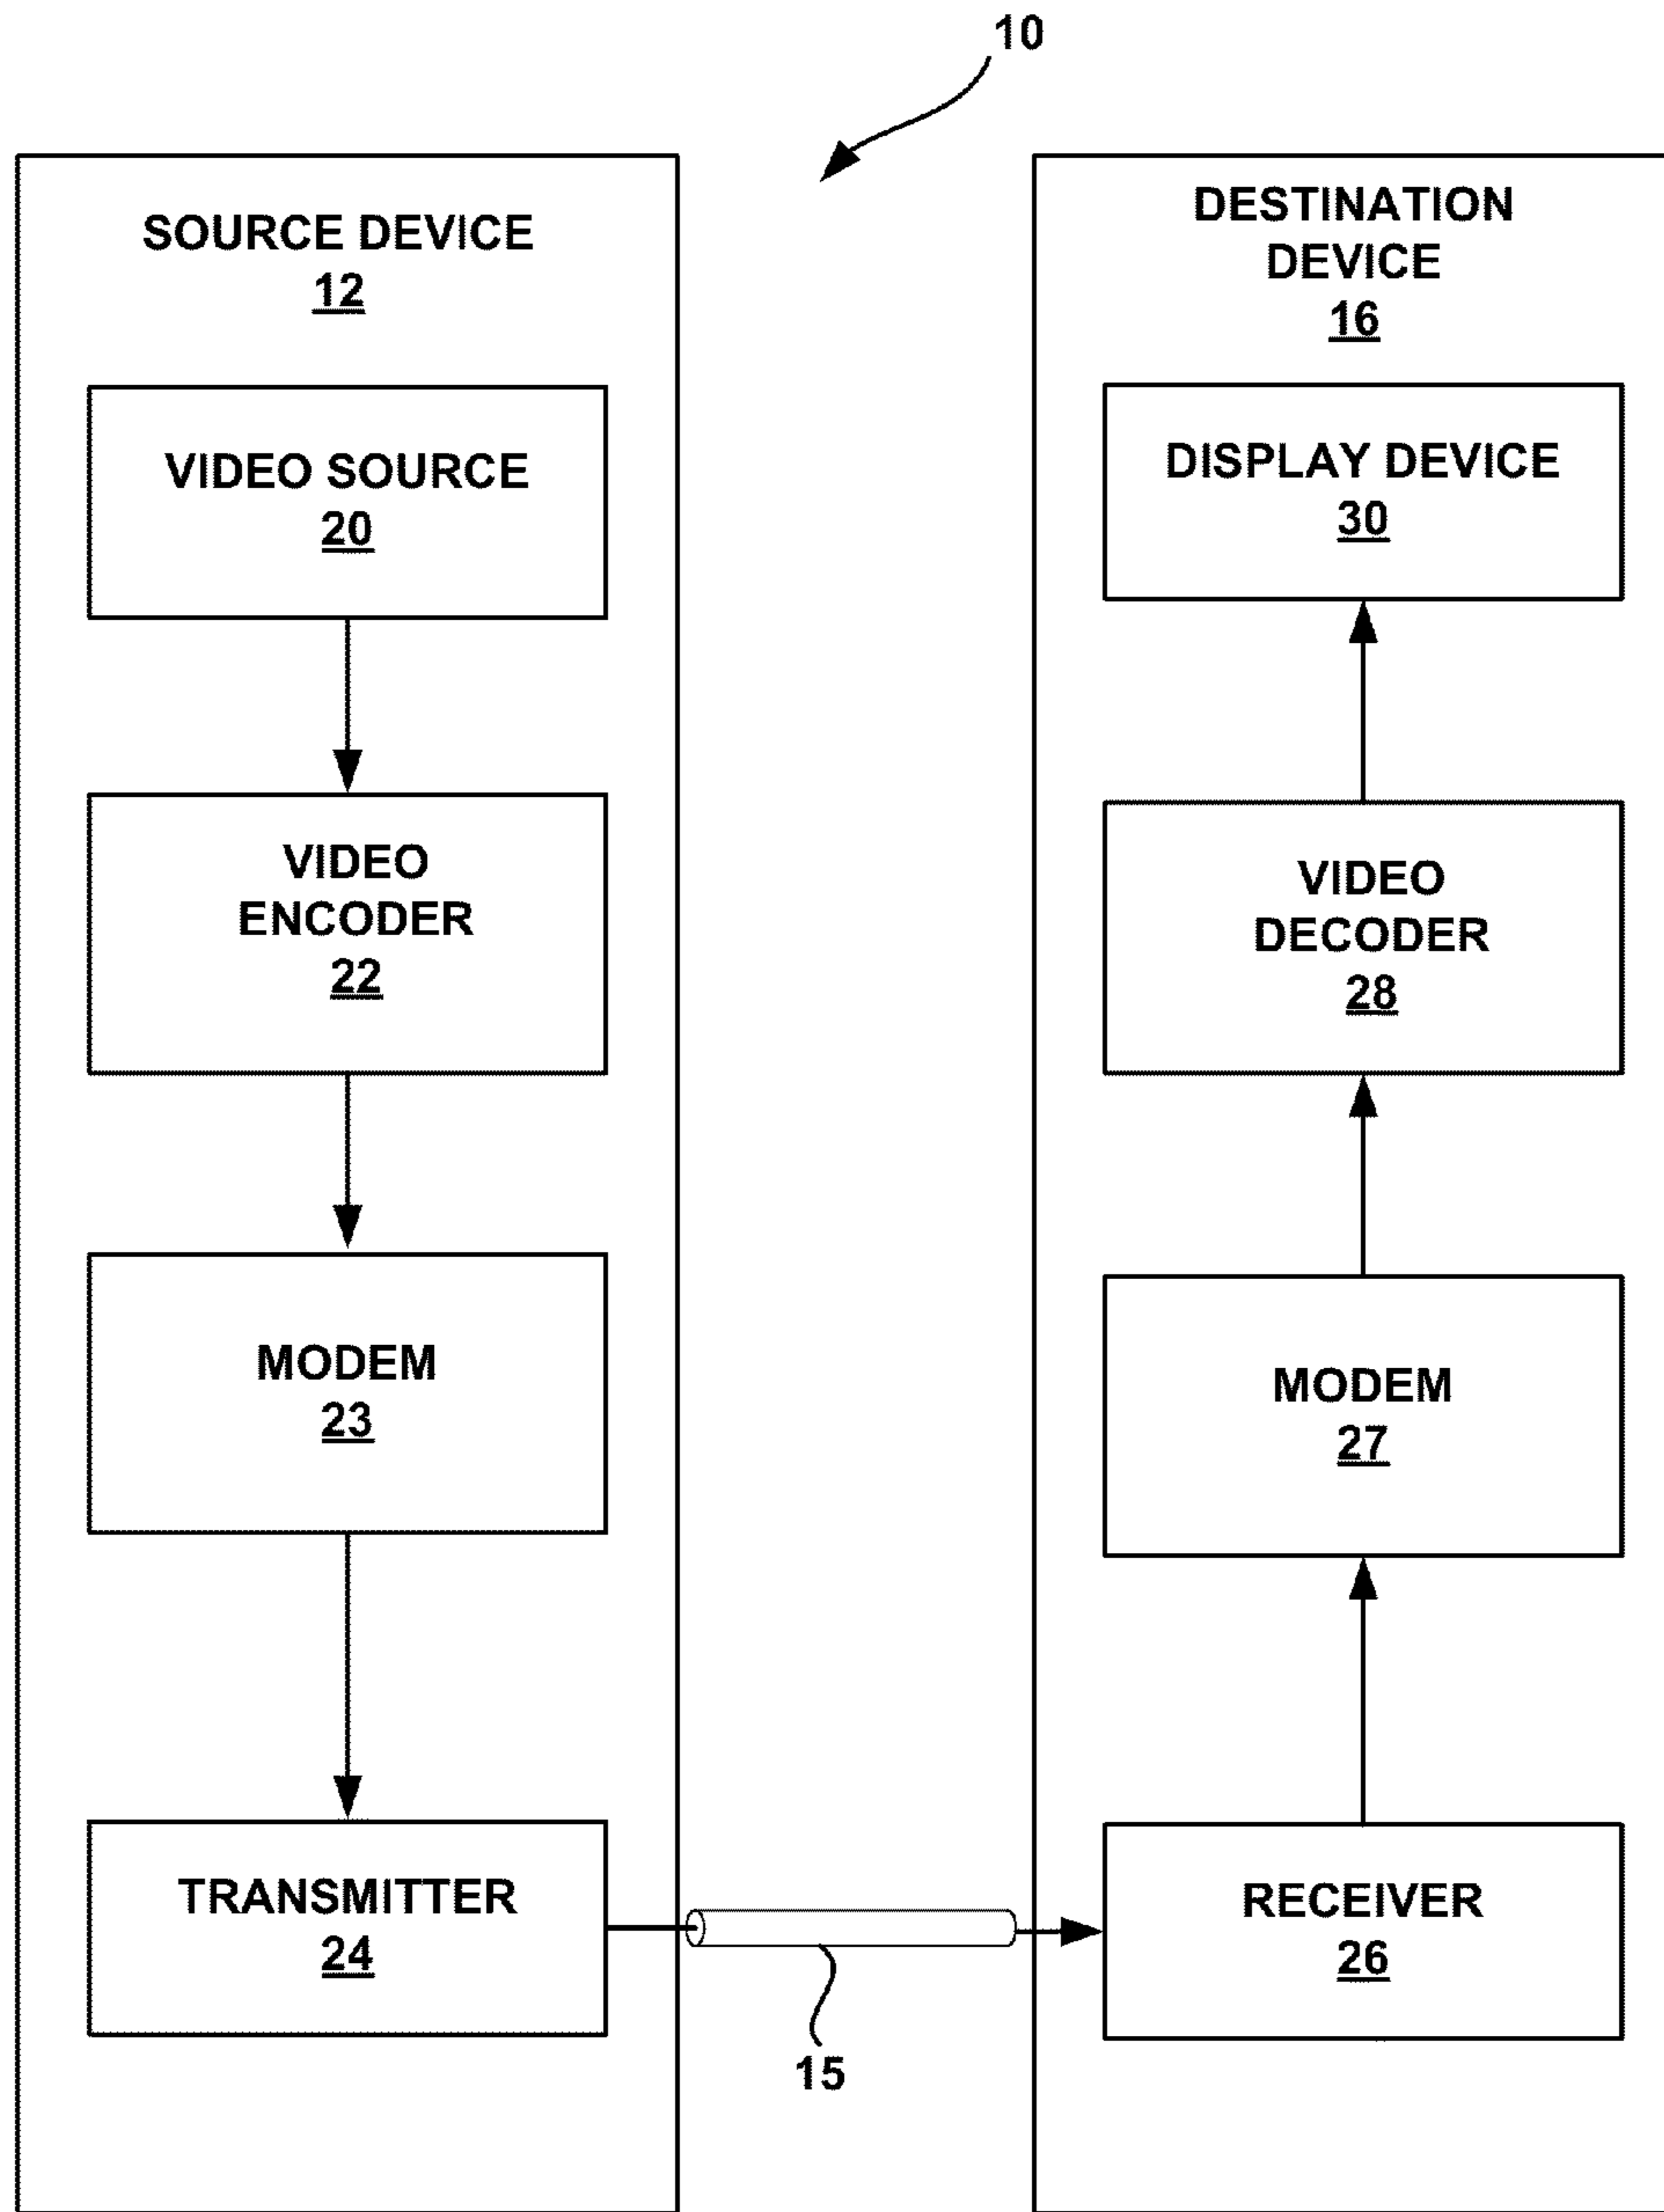 10
SOURCE DEVICE
12
VIDEO SOURCE
20
VIDEO
ENCODER
22
MODEM
23
TRANSMITTER
24
15
DESTINATION
DEVICE
16
DISPLAY DEVICE
30
VIDEO
DECODER
28
MODEM
27
RECEIVER
26